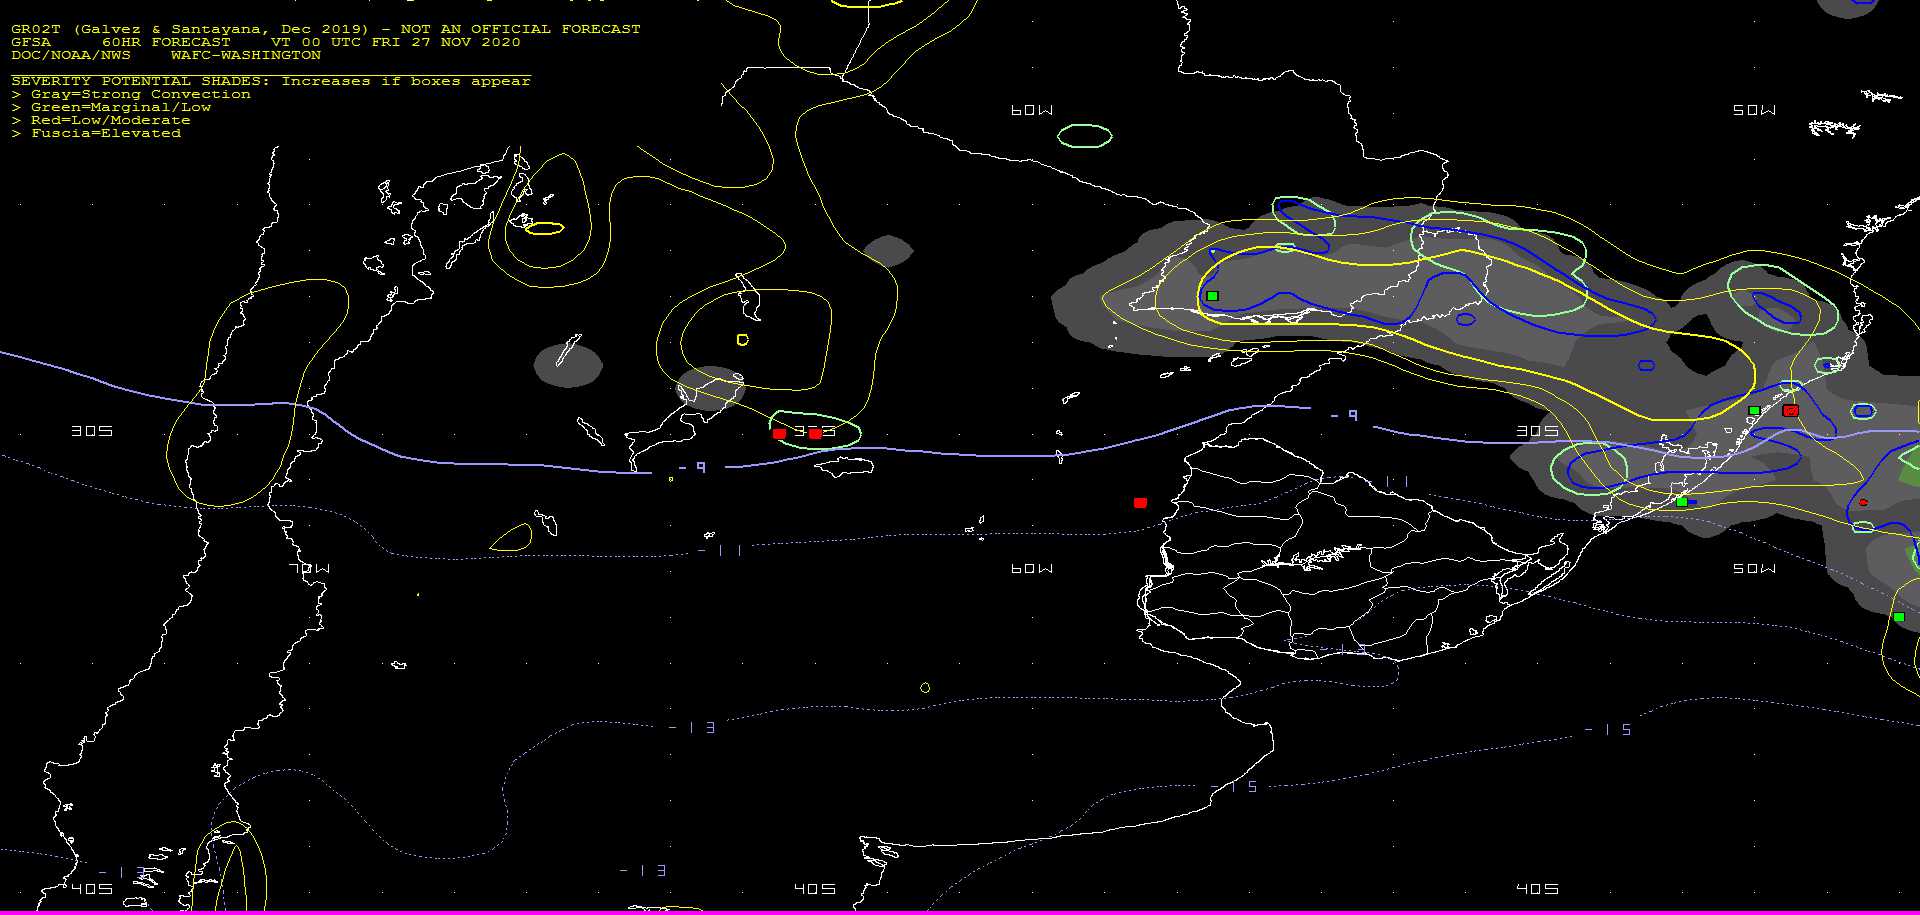 GR02T (Galvez & Santayana, Dec 2019) – NOT AN OFFICIAL FORECAST
GFSA 60HR FORECAST VT 00 UTC FRI 27 NOV 2020
DOC/NOAA/NWS WAFC–WASHINGTON
SEVERITY POTENTIAL SHADES: Increases if boxes appear
> Gray=Strong Convection
> Green=Marginal/Low
> Red=Low/Moderate
> Fuscia=Elevated
60W
50W
30S
30S
-9
-9
-11
-11
60W
50W
-13
-13
-15
-15
-13
-13
40S
40S
40S